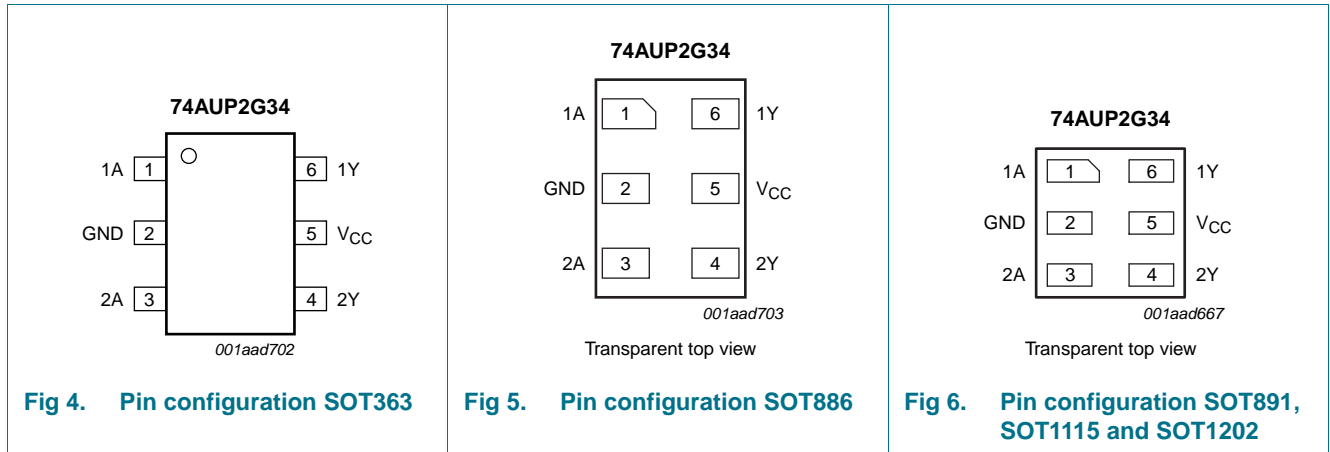 74AUP2G34
1A 1 6 1Y
GND 2 5 VCC
2A 3 4 2Y
001aad702
Fig 4. Pin configuration SOT363
74AUP2G34
1A 1 6 1Y
GND 2 5 VCC
2A 3 4 2Y
001aad703
Transparent top view
Fig 5. Pin configuration SOT886
74AUP2G34
1A 1 6 1Y
GND 2 5 VCC
2A 3 4 2Y
001aad667
Transparent top view
Fig 6. Pin configuration SOT891,
SOT1115 and SOT1202